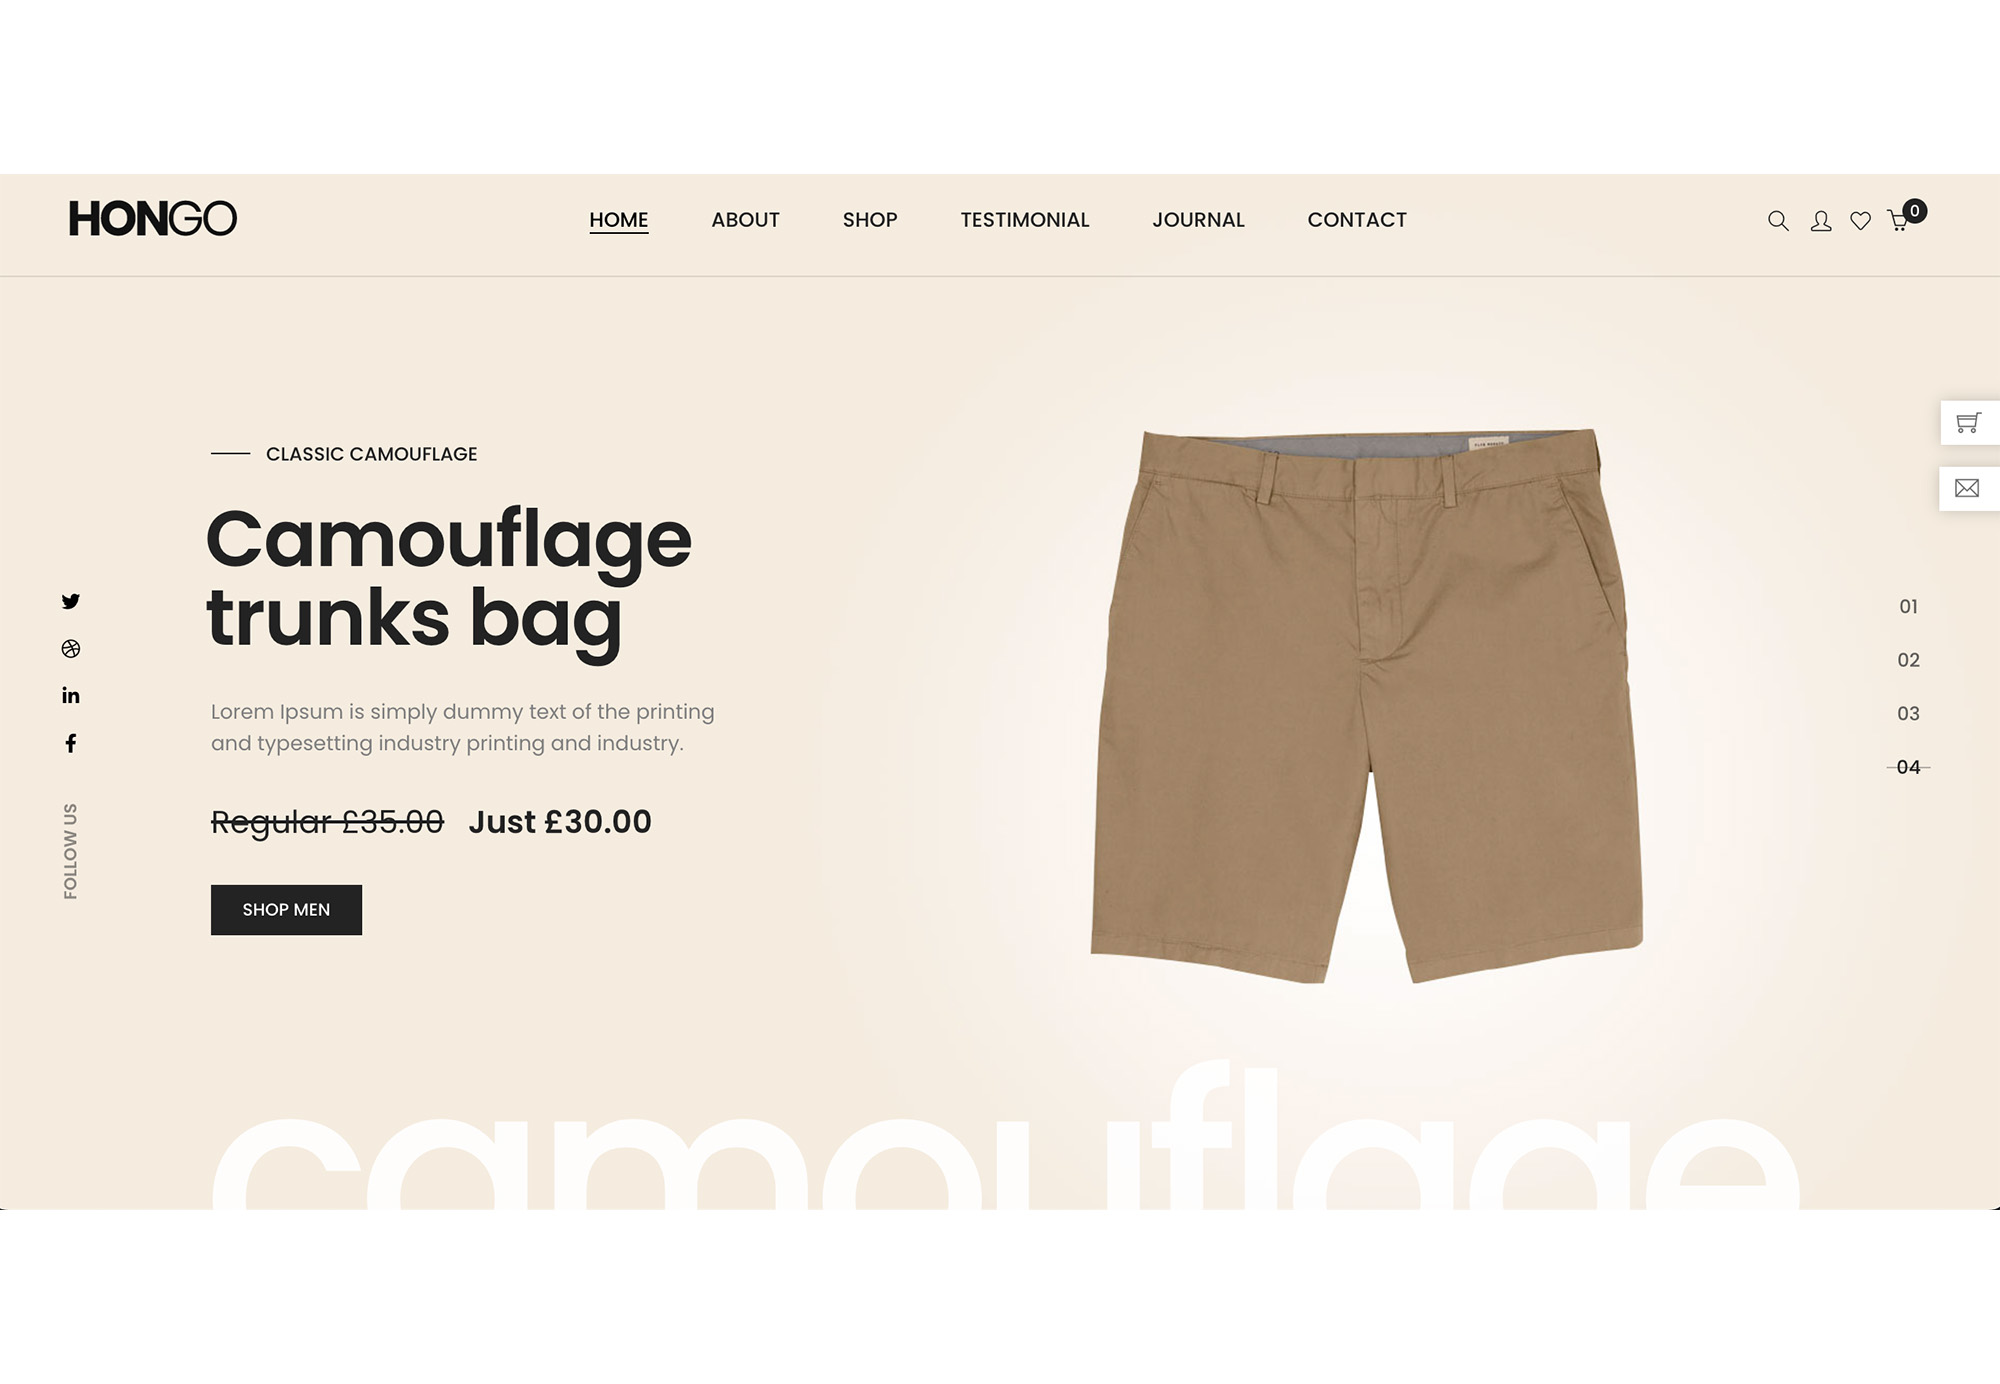 HONGO
HOME ABOUT SHOP TESTIMONIAL JOURNAL CONTACT
0
CLASSIC CAMOUFLAGE
Camouflage
trunks bag
Lorem Ipsum is simply dummy text of the printing
and typesetting industry printing and industry.
Regular £35.00 Just £30.00
SHOP MEN
FOLLOW US
01
02
03
04
camouflage